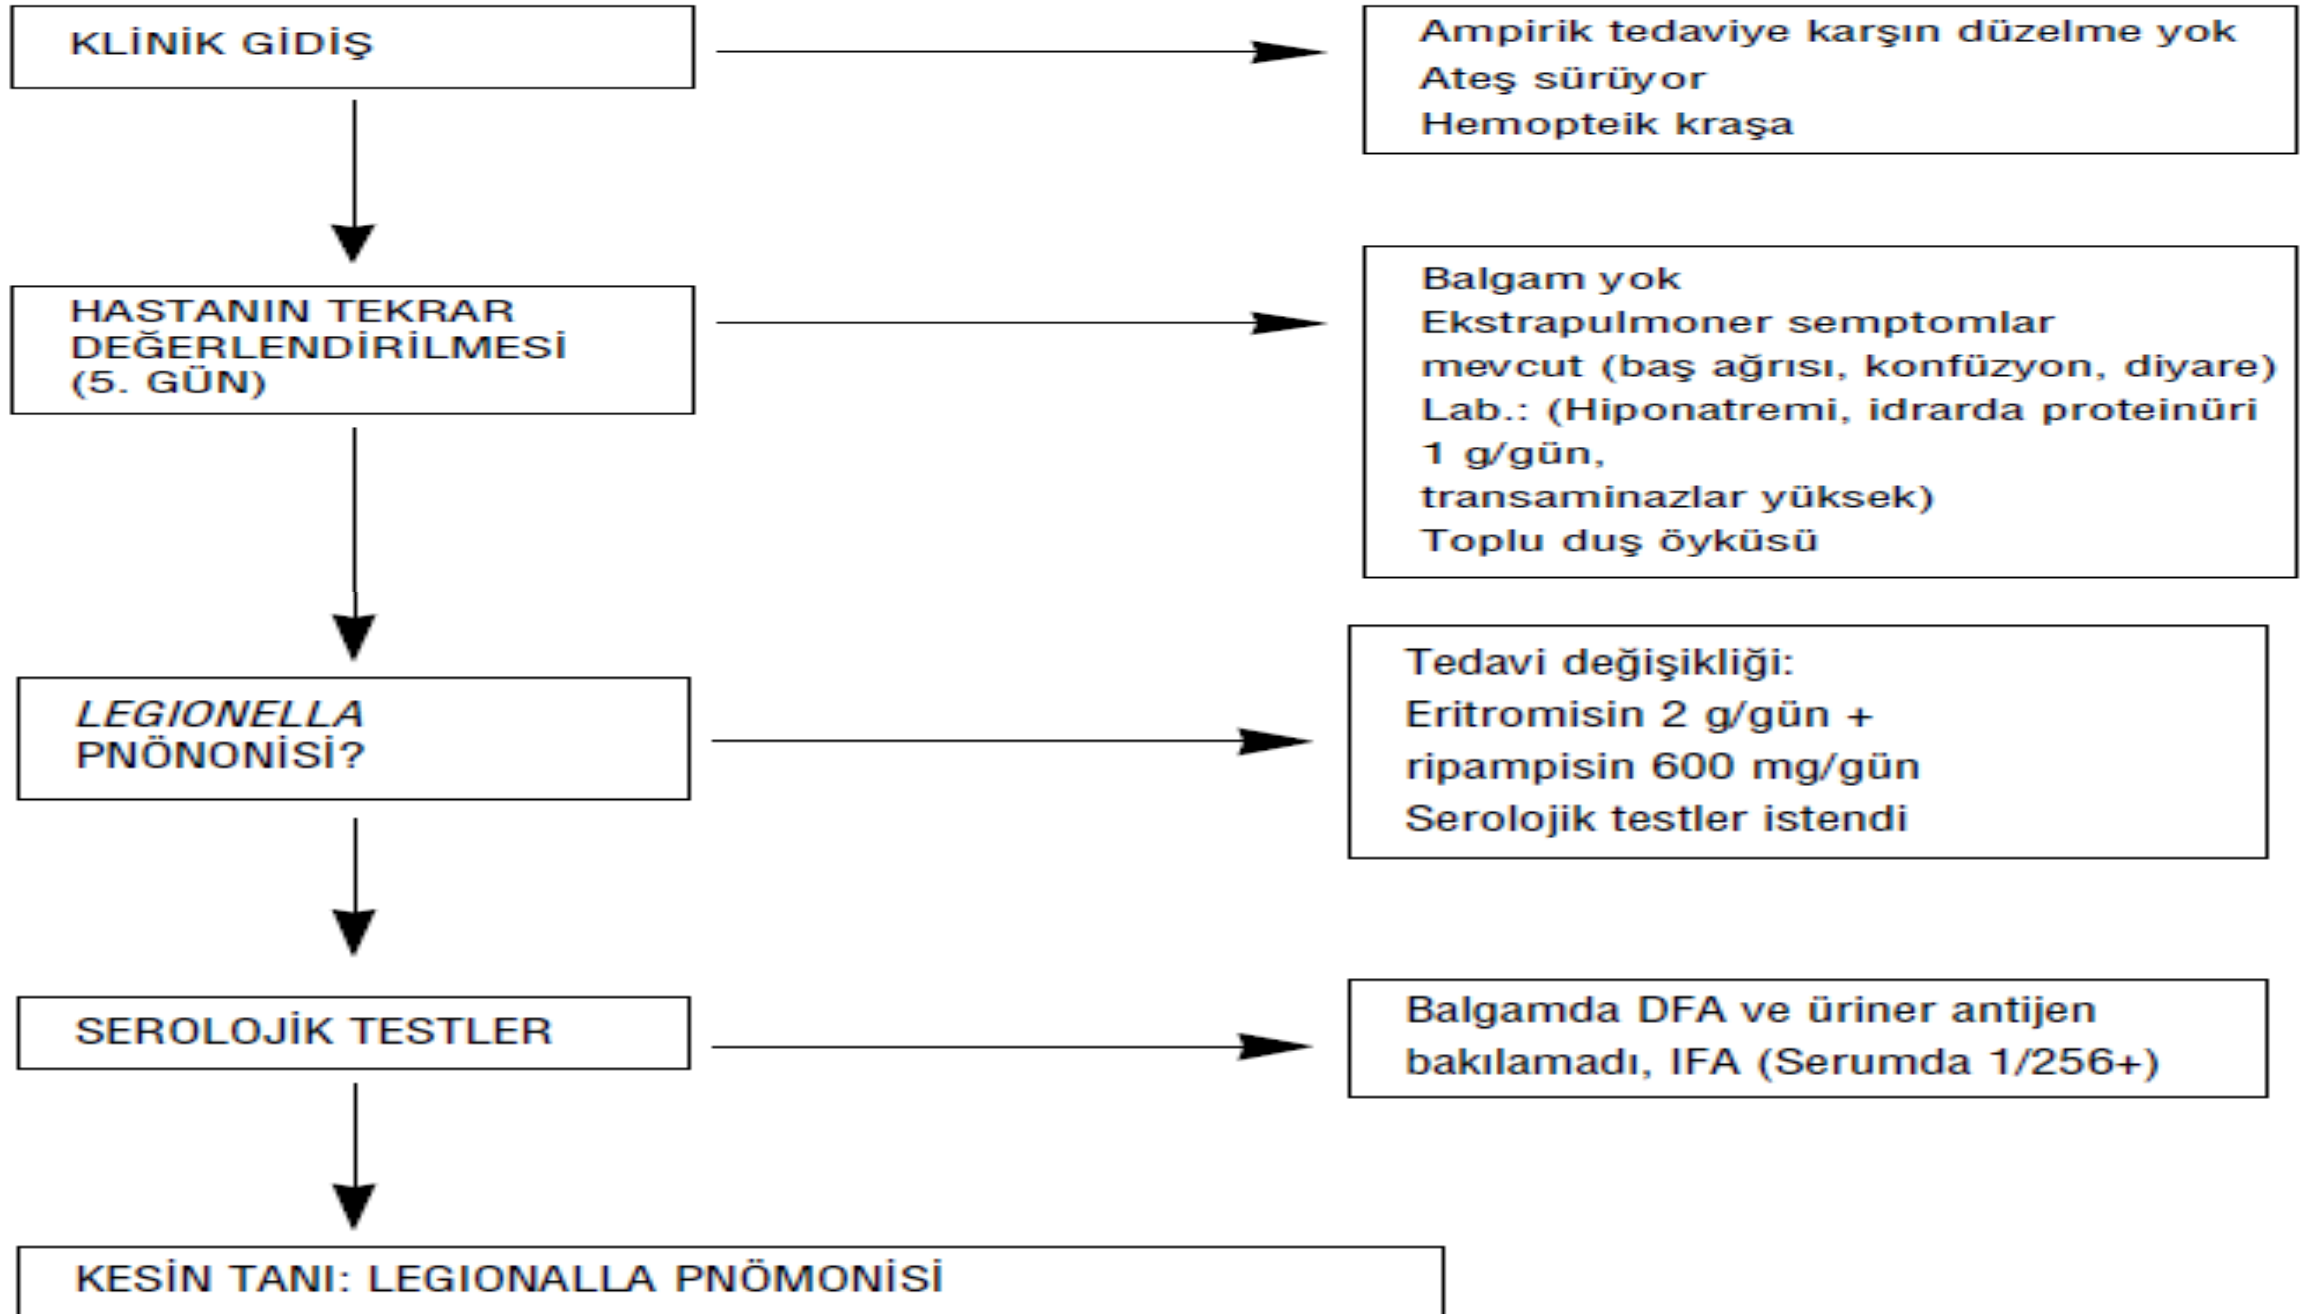 KLİNİK GİDİŞ
Ampirik tedaviye karşın düzelme yok
Ateş sürüyor
Hemopteik kraşa
HASTANIN TEKRAR
DEĞERLENDİRİLMESİ
(5. GÜN)
Balgam yok
Ekstrapulmoner semptomlar
mevcut (baş ağrısı, konfüzyon, diyare)
Lab.: (Hiponatremi, idrarda proteinüri
1 g/gün,
transaminazlar yüksek)
Toplu duş öyküsü
LEGIONELLA
PNÖNONİSİ?
Tedavi değişikliği:
Eritromisin 2 g/gün +
ripampisin 600 mg/gün
Serolojik testler istendi
SEROLOJİK TESTLER
Balgamda DFA ve üriner antijen
bakılamadı, IFA (Serumda 1/256+)
KESİN TANI: LEGIONALLA PNÖMONİSİ